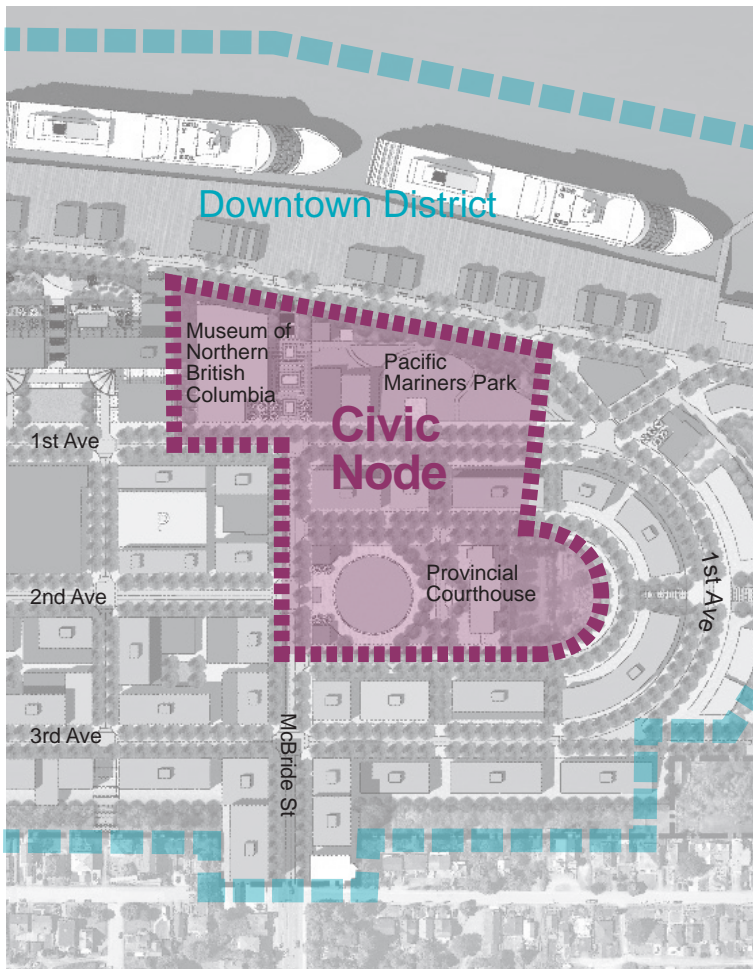 Downtown District
Museum of
Northern
British
Columbia
Pacific
Mariners Park
Civic
Node
1st Ave
Provincial
Courthouse
2nd Ave
1st Ave
3rd Ave
McBride St